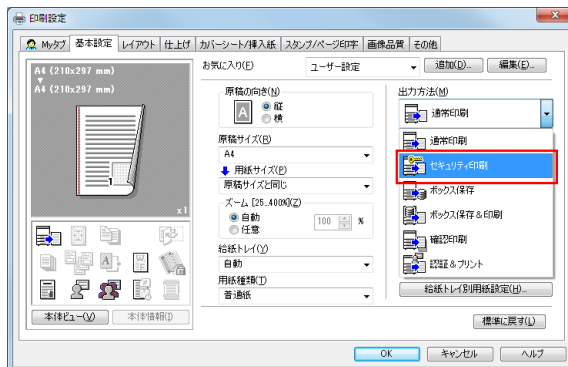 印刷設定
Myタブ 基本設定 レイアウト 仕上げ カバーシート/挿入紙 スタンプ/ページ印字 画像品質 その他
A4 (210x297 mm)
A4 (210x297 mm)
1
x1
本体ビュー(V) 本体情報(I)
お気に入り(F) ユーザー設定 追加(D)... 編集(E)...
原稿の向き(N)
A
縦
横
原稿サイズ(R)
A4
用紙サイズ(P)
原稿サイズと同じ
ズーム [25..400%](Z)
自動
任意
100 %
給紙トレイ(Y)
自動
用紙種類(T)
普通紙
出力方法(M)
通常印刷
通常印刷
セキュリティ印刷
ボックス保存
ボックス保存&印刷
確認印刷
認証&プリント
給紙トレイ別用紙設定(H)...
標準に戻す(L)
OK キャンセル ヘルプ